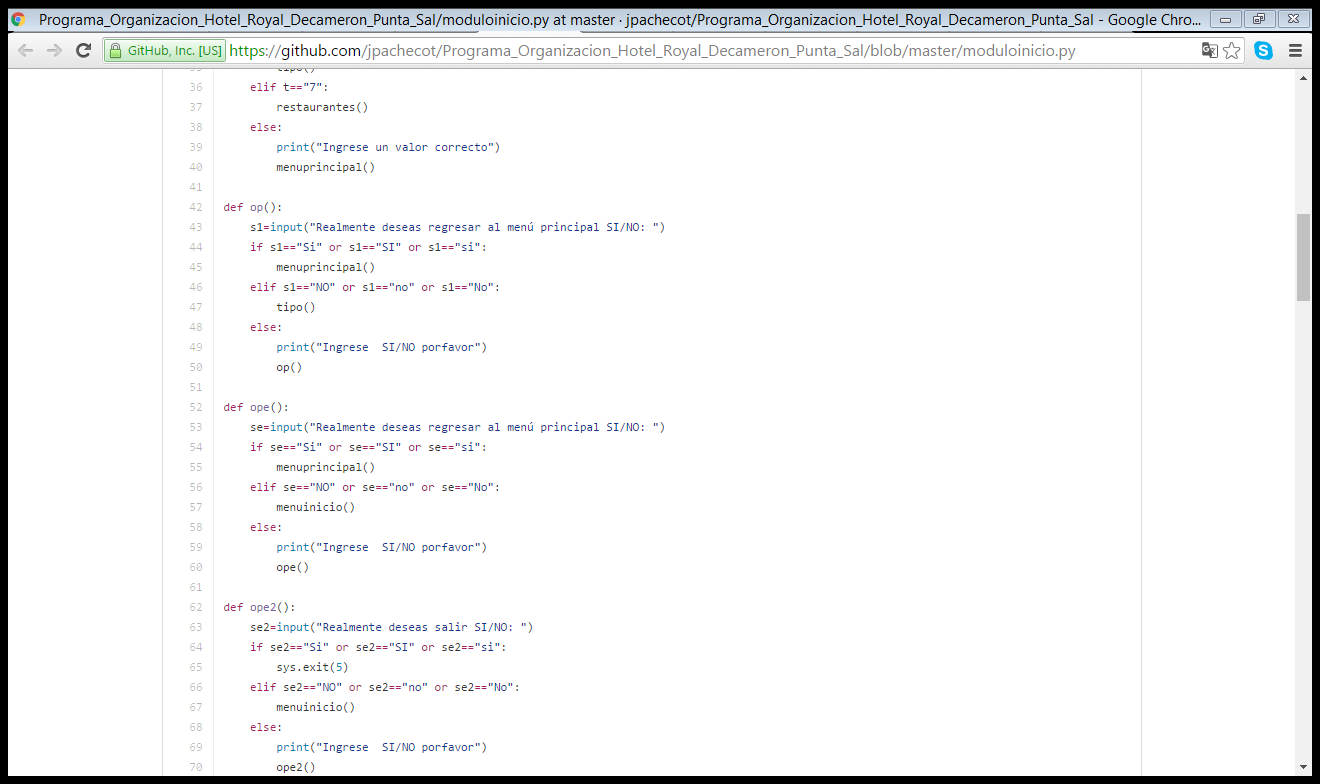 Programa_Organizacion_Hotel_Royal_Decameron_Punta_Sal/moduloinicio.py at master · jpachecot/Programa_Organizacion_Hotel_Royal_Decameron_Punta_Sal - Google Chro...
GitHub, Inc. [US] https://github.com/jpachecot/Programa_Organizacion_Hotel_Royal_Decameron_Punta_Sal/blob/master/moduloinicio.py
35 tipo()
36 elif t=="7":
37 restaurantes()
38 else:
39 print("Ingrese un valor correcto")
40 menuprincipal()
41
42 def op():
43 s1=input("Realmente deseas regresar al menú principal SI/NO: ")
44 if s1=="Si" or s1=="SI" or s1=="si":
45 menuprincipal()
46 elif s1=="NO" or s1=="no" or s1=="No":
47 tipo()
48 else:
49 print("Ingrese  SI/NO porfavor")
50 op()
51
52 def ope():
53 se=input("Realmente deseas regresar al menú principal SI/NO: ")
54 if se=="Si" or se=="SI" or se=="si":
55 menuprincipal()
56 elif se=="NO" or se=="no" or se=="No":
57 menuinicio()
58 else:
59 print("Ingrese  SI/NO porfavor")
60 ope()
61
62 def ope2():
63 se2=input("Realmente deseas salir SI/NO: ")
64 if se2=="Si" or se2=="SI" or se2=="si":
65 sys.exit(5)
66 elif se2=="NO" or se2=="no" or se2=="No":
67 menuinicio()
68 else:
69 print("Ingrese  SI/NO porfavor")
70 ope2()